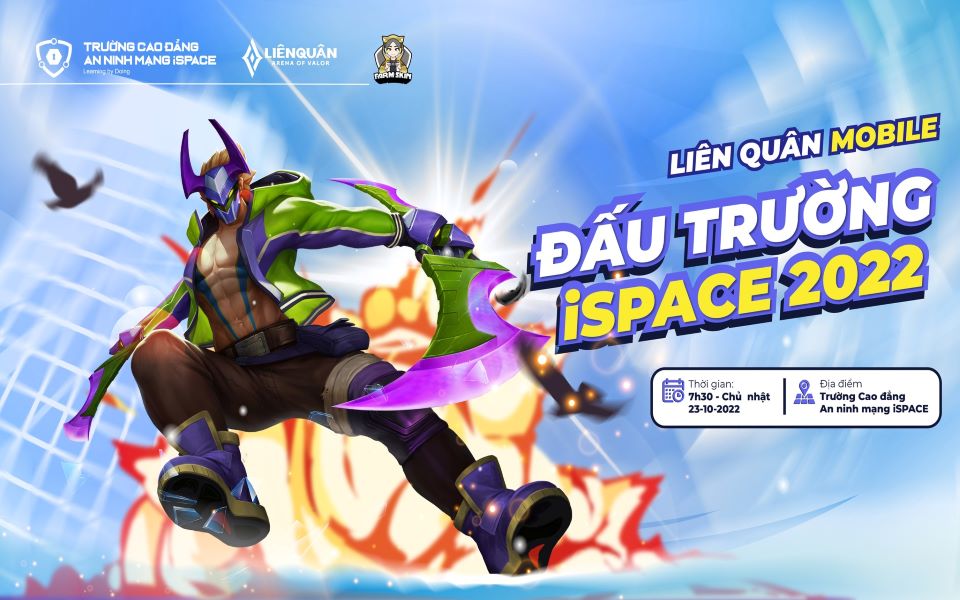 TRƯỜNG CAO ĐẲNG
AN NINH MẠNG iSPACE
Learning by Doing
LIÊNQUÂN
ARENA OF VALOR
FARM SKIN
LIÊN QUÂN MOBILE
ĐẤU TRƯỜNG
iSPACE 2022
Thời gian:
7h30 - Chủ nhật
23-10-2022
Địa điểm
Trường Cao đẳng
An ninh mạng iSPACE